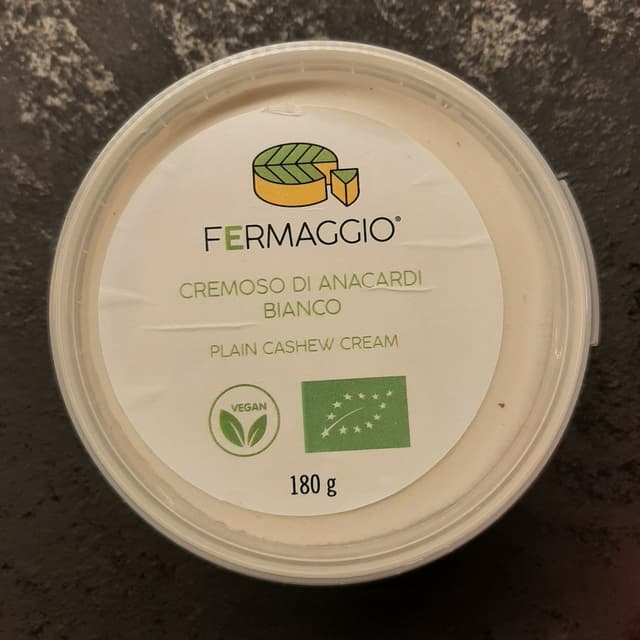 FERMAGGIO®
CREMOSO DI ANACARDI
BIANCO
PLAIN CASHEW CREAM
VEGAN
180 g